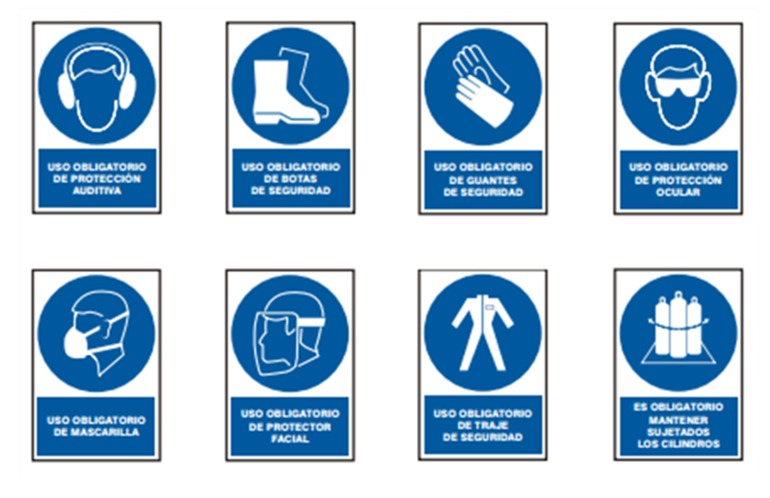 USO OBLIGATORIO
DE PROTECCIÓN
AUDITIVA
USO OBLIGATORIO
DE BOTAS
DE SEGURIDAD
USO OBLIGATORIO
DE GUANTES
DE SEGURIDAD
USO OBLIGATORIO
DE PROTECCIÓN
OCULAR
USO OBLIGATORIO
DE MASCARILLA
USO OBLIGATORIO
DE PROTECTOR
FACIAL
USO OBLIGATORIO
DE TRAJE
DE SEGURIDAD
ES OBLIGATORIO
MANTENER
SUJETADOS
LOS CILINDROS